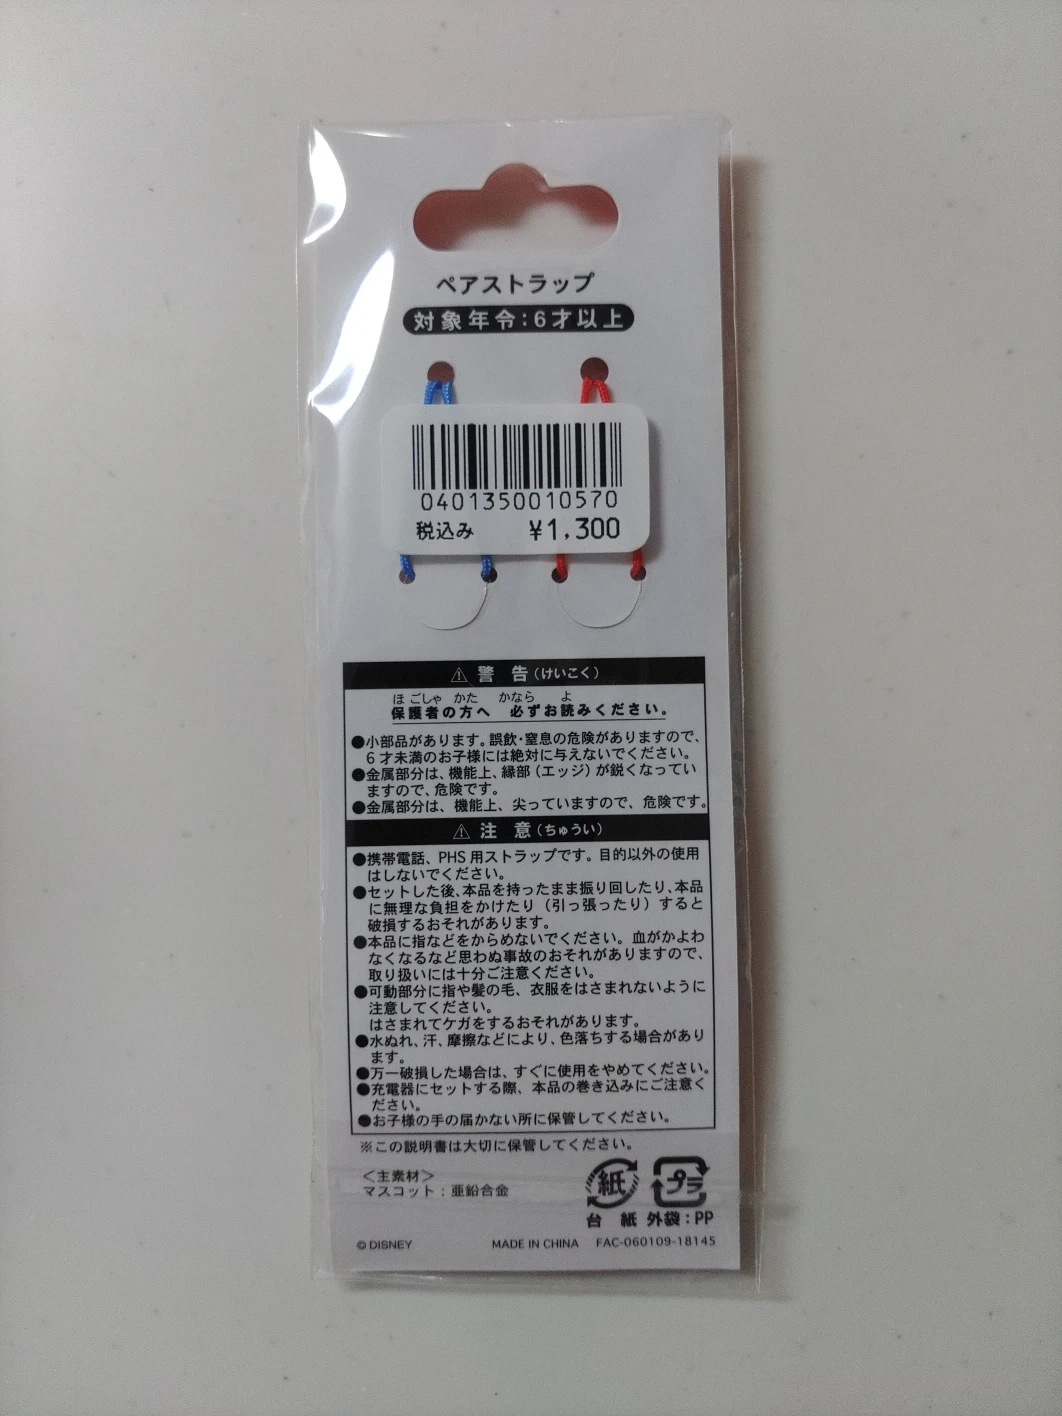 ペアストラップ
対象年令:6才以上
0401350010570
税込み ¥1,300
⚠ 警 告(けいこく)
ほ ごしゃ かた かなら よ
保護者の方へ 必ずお読みください。
●小部品があります。誤飲・窒息の危険がありますので、
6才未満のお子様には絶対に与えないでください。
●金属部分は、機能上、縁部(エッジ)が鋭くなってい
ますので、危険です。
●金属部分は、機能上、尖っていますので、危険です。
⚠ 注 意(ちゅうい)
●携帯電話、PHS用ストラップです。目的以外の使用
はしないでください。
●セットした後、本品を持ったまま振り回したり、本品
に無理な負担をかけたり(引っ張ったり)すると
破損するおそれがあります。
●本品に指などをからめないでください。血がかよわ
なくなるなど思わぬ事故のおそれがありますので、
取り扱いには十分ご注意ください。
●可動部分に指や髪の毛、衣服をはさまれないように
注意してください。
はさまれてケガをするおそれがあります。
●水ぬれ、汗、摩擦などにより、色落ちする場合があり
ます。
●万一破損した場合は、すぐに使用をやめてください。
●充電器にセットする際、本品の巻き込みにご注意く
ださい。
●お子様の手の届かない所に保管してください。
※この説明書は大切に保管してください。
<主素材>
マスコット:亜鉛合金
紙 プラ
台 紙 外袋:PP
© DISNEY MADE IN CHINA FAC-060109-18145